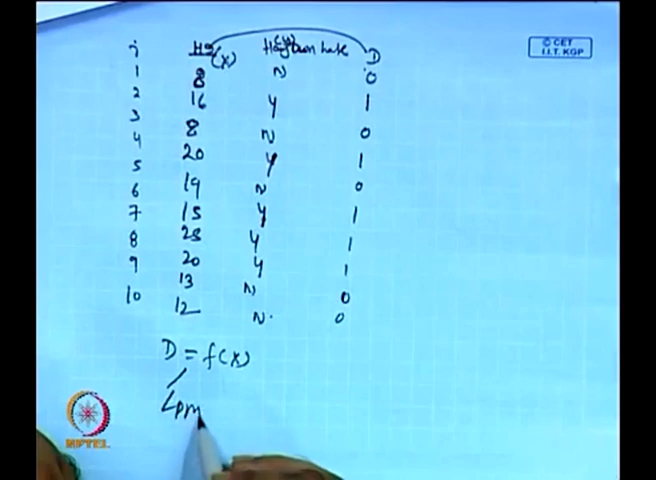 © CET
I.I.T. KGP
i (X) (Y) D
1 8 N 0
2 16 Y 1
3 8 N 0
4 20 Y 1
5 19 N 0
6 15 Y 1
7 25 Y 1
8 20 Y 1
9 13 N 0
10 12 N. 0
D = f(X)
LPM
NPTEL